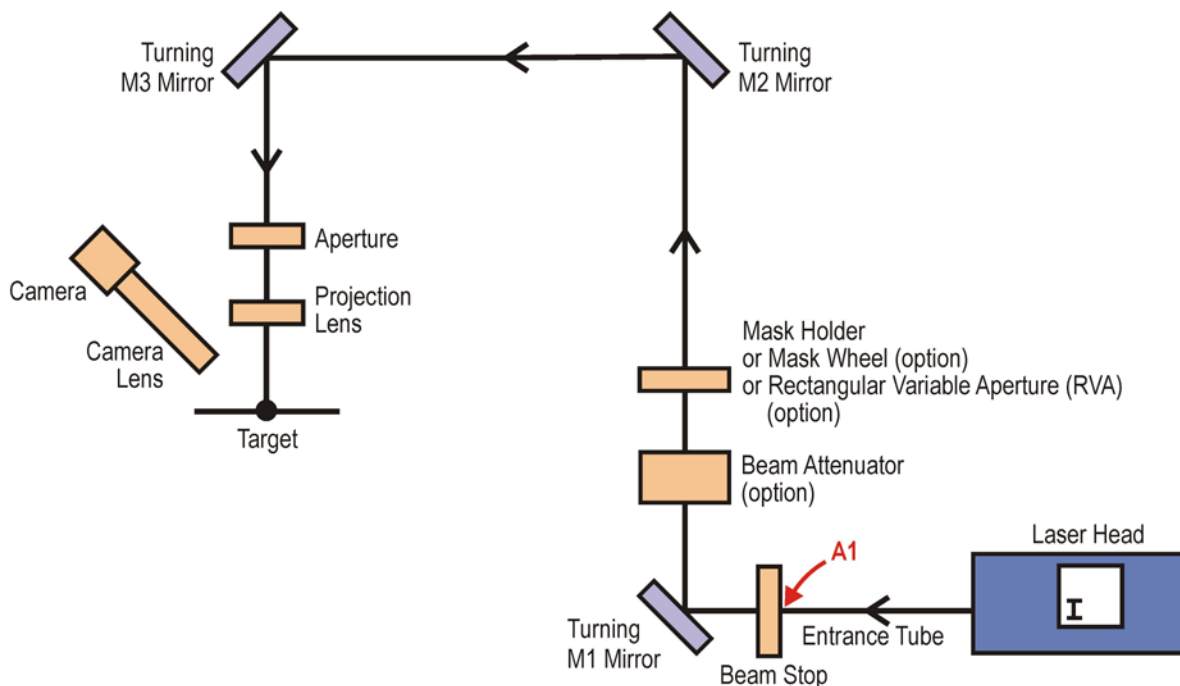 Turning
M3 Mirror
Turning
M2 Mirror
Aperture
Projection
Lens
Camera
Camera
Lens
Target
Mask Holder
or Mask Wheel (option)
or Rectangular Variable Aperture (RVA)
(option)
Beam Attenuator
(option)
Laser Head
A1
I
Entrance Tube
Turning
M1 Mirror
Beam Stop